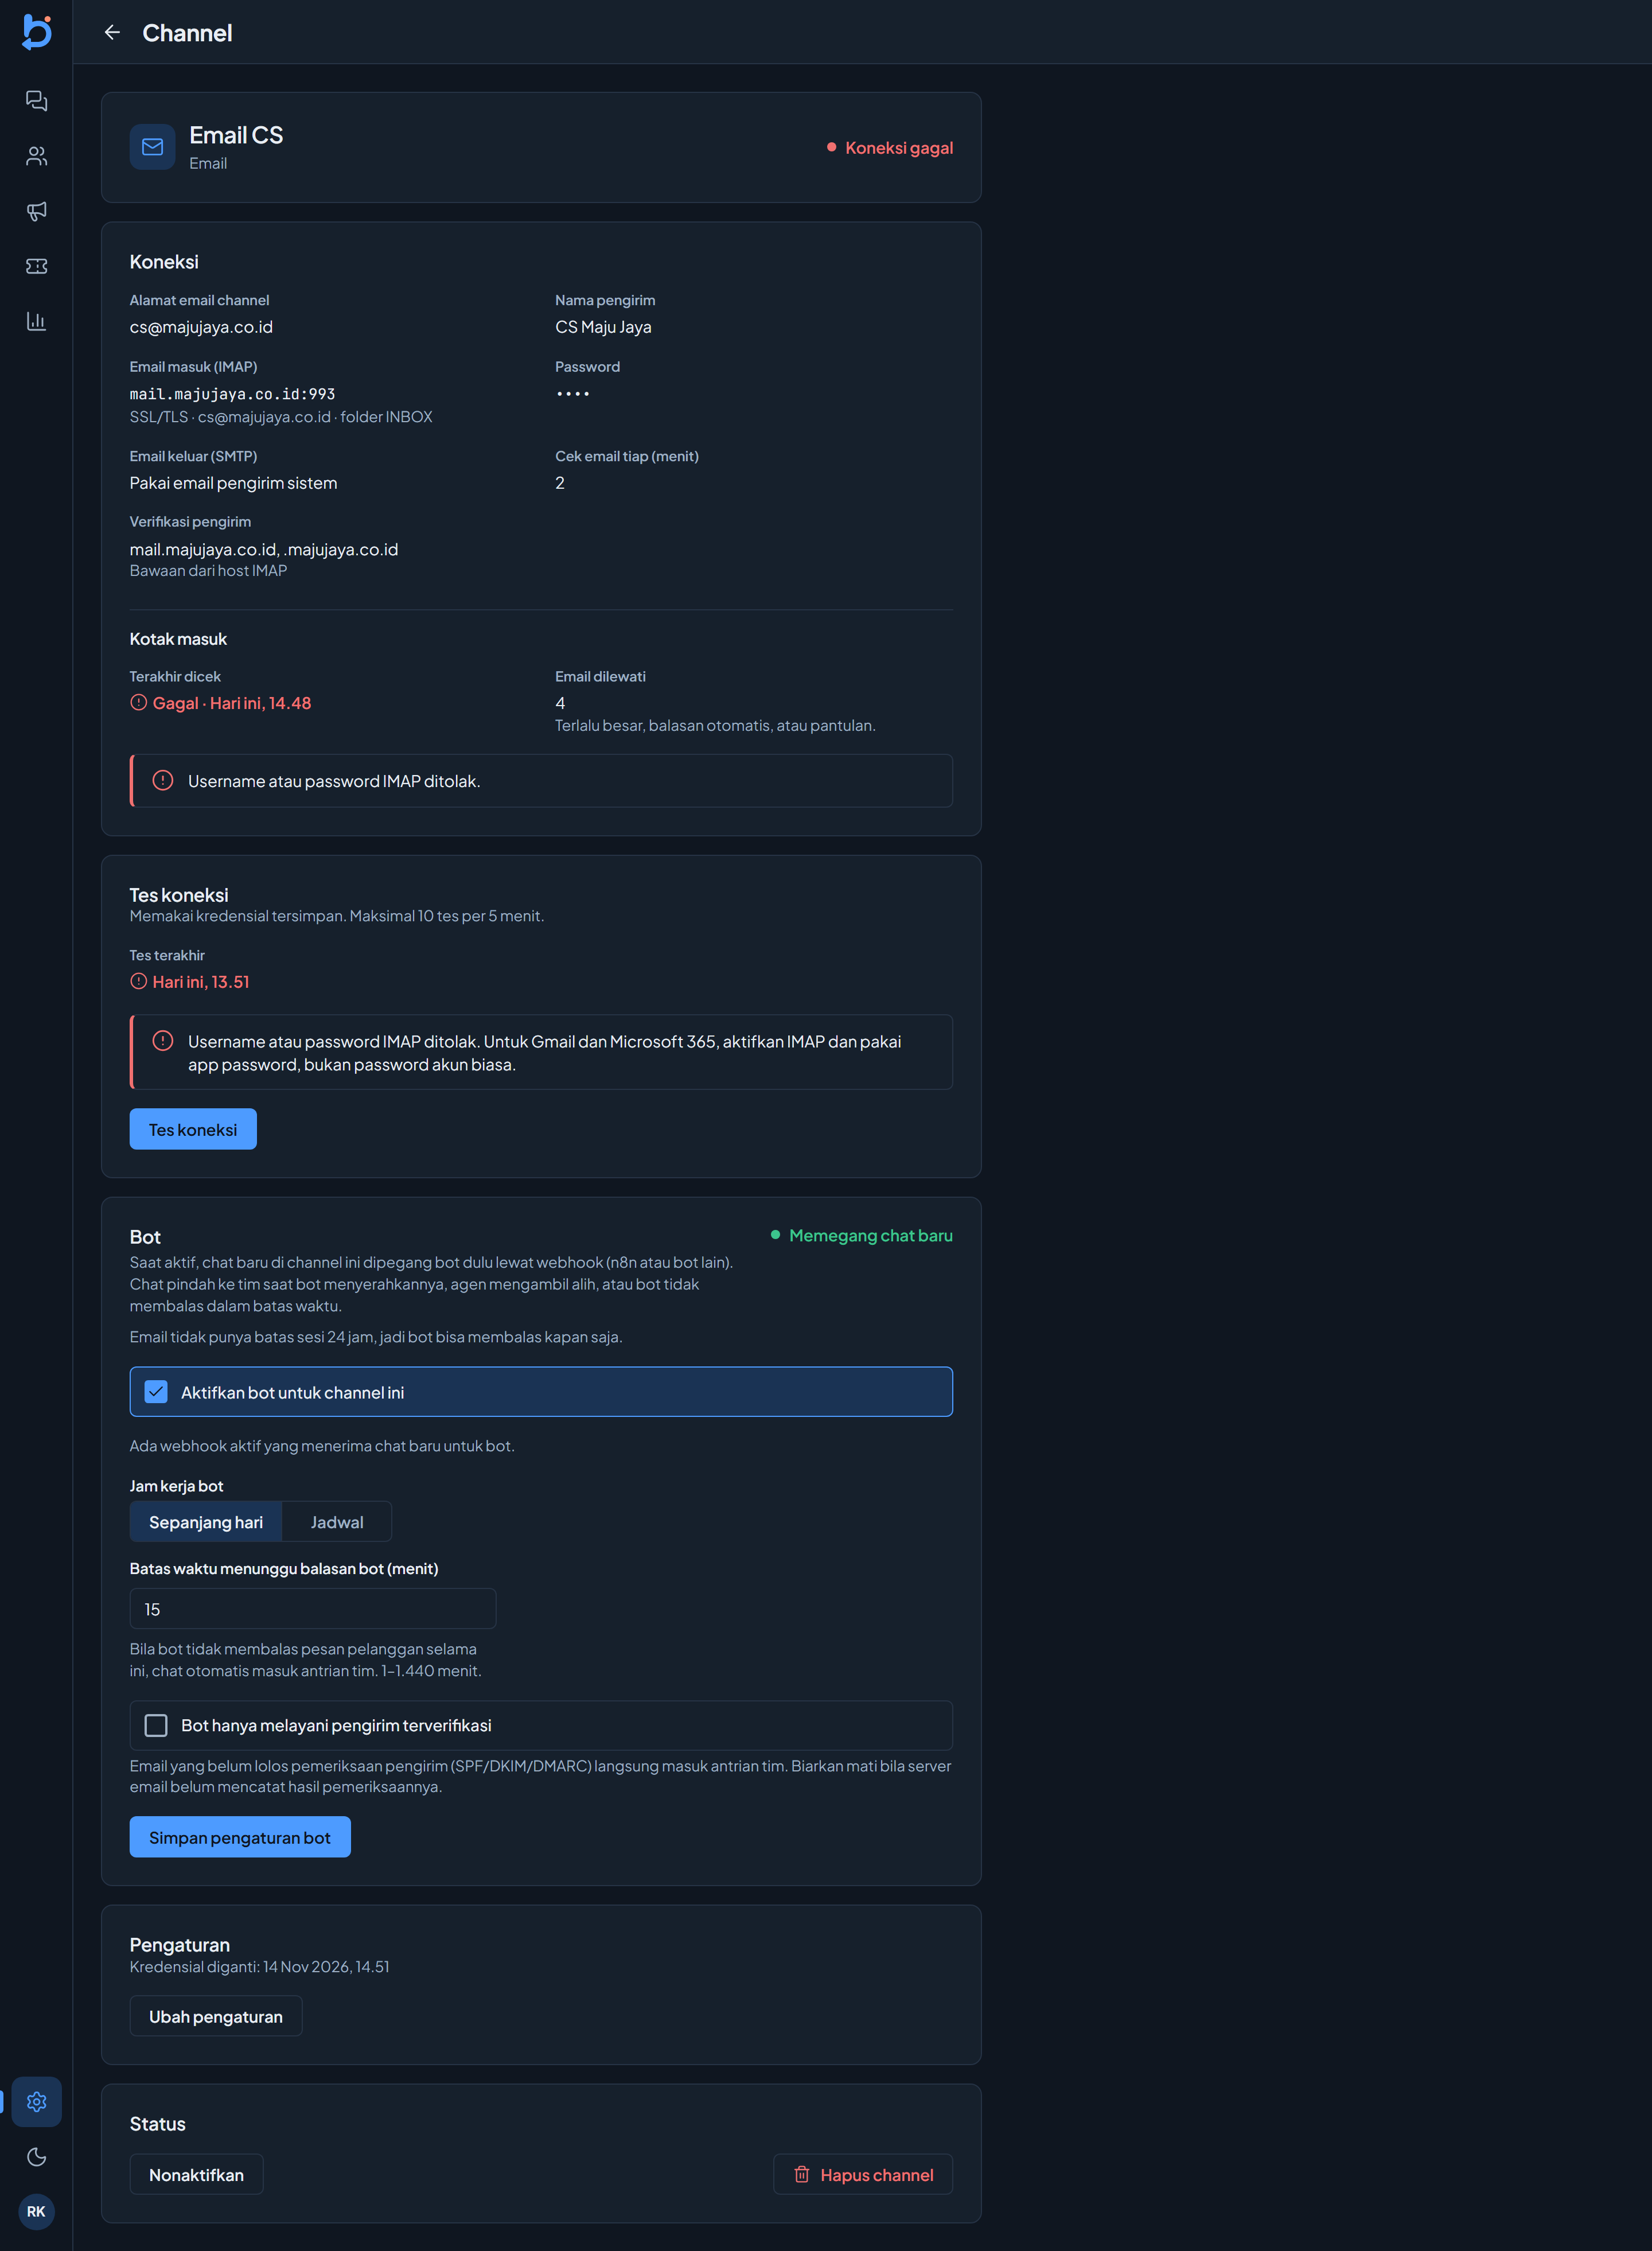 Channel
Email CS
Email
Koneksi gagal
Koneksi
Alamat email channel
cs@majujaya.co.id
Nama pengirim
CS Maju Jaya
Email masuk (IMAP)
mail.majujaya.co.id:993
SSL/TLS · cs@majujaya.co.id · folder INBOX
Password
••••
Email keluar (SMTP)
Pakai email pengirim sistem
Cek email tiap (menit)
2
Verifikasi pengirim
mail.majujaya.co.id, .majujaya.co.id
Bawaan dari host IMAP
Kotak masuk
Terakhir dicek
Gagal · Hari ini, 14.48
Email dilewati
4
Terlalu besar, balasan otomatis, atau pantulan.
Username atau password IMAP ditolak.
Tes koneksi
Memakai kredensial tersimpan. Maksimal 10 tes per 5 menit.
Tes terakhir
Hari ini, 13.51
Username atau password IMAP ditolak. Untuk Gmail dan Microsoft 365, aktifkan IMAP dan pakai
app password, bukan password akun biasa.
Tes koneksi
Bot
Memegang chat baru
Saat aktif, chat baru di channel ini dipegang bot dulu lewat webhook (n8n atau bot lain).
Chat pindah ke tim saat bot menyerahkannya, agen mengambil alih, atau bot tidak
membalas dalam batas waktu.
Email tidak punya batas sesi 24 jam, jadi bot bisa membalas kapan saja.
Aktifkan bot untuk channel ini
Ada webhook aktif yang menerima chat baru untuk bot.
Jam kerja bot
Sepanjang hari
Jadwal
Batas waktu menunggu balasan bot (menit)
15
Bila bot tidak membalas pesan pelanggan selama
ini, chat otomatis masuk antrian tim. 1–1.440 menit.
Bot hanya melayani pengirim terverifikasi
Email yang belum lolos pemeriksaan pengirim (SPF/DKIM/DMARC) langsung masuk antrian tim. Biarkan mati bila server
email belum mencatat hasil pemeriksaannya.
Simpan pengaturan bot
Pengaturan
Kredensial diganti: 14 Nov 2026, 14.51
Ubah pengaturan
Status
Nonaktifkan
Hapus channel
RK